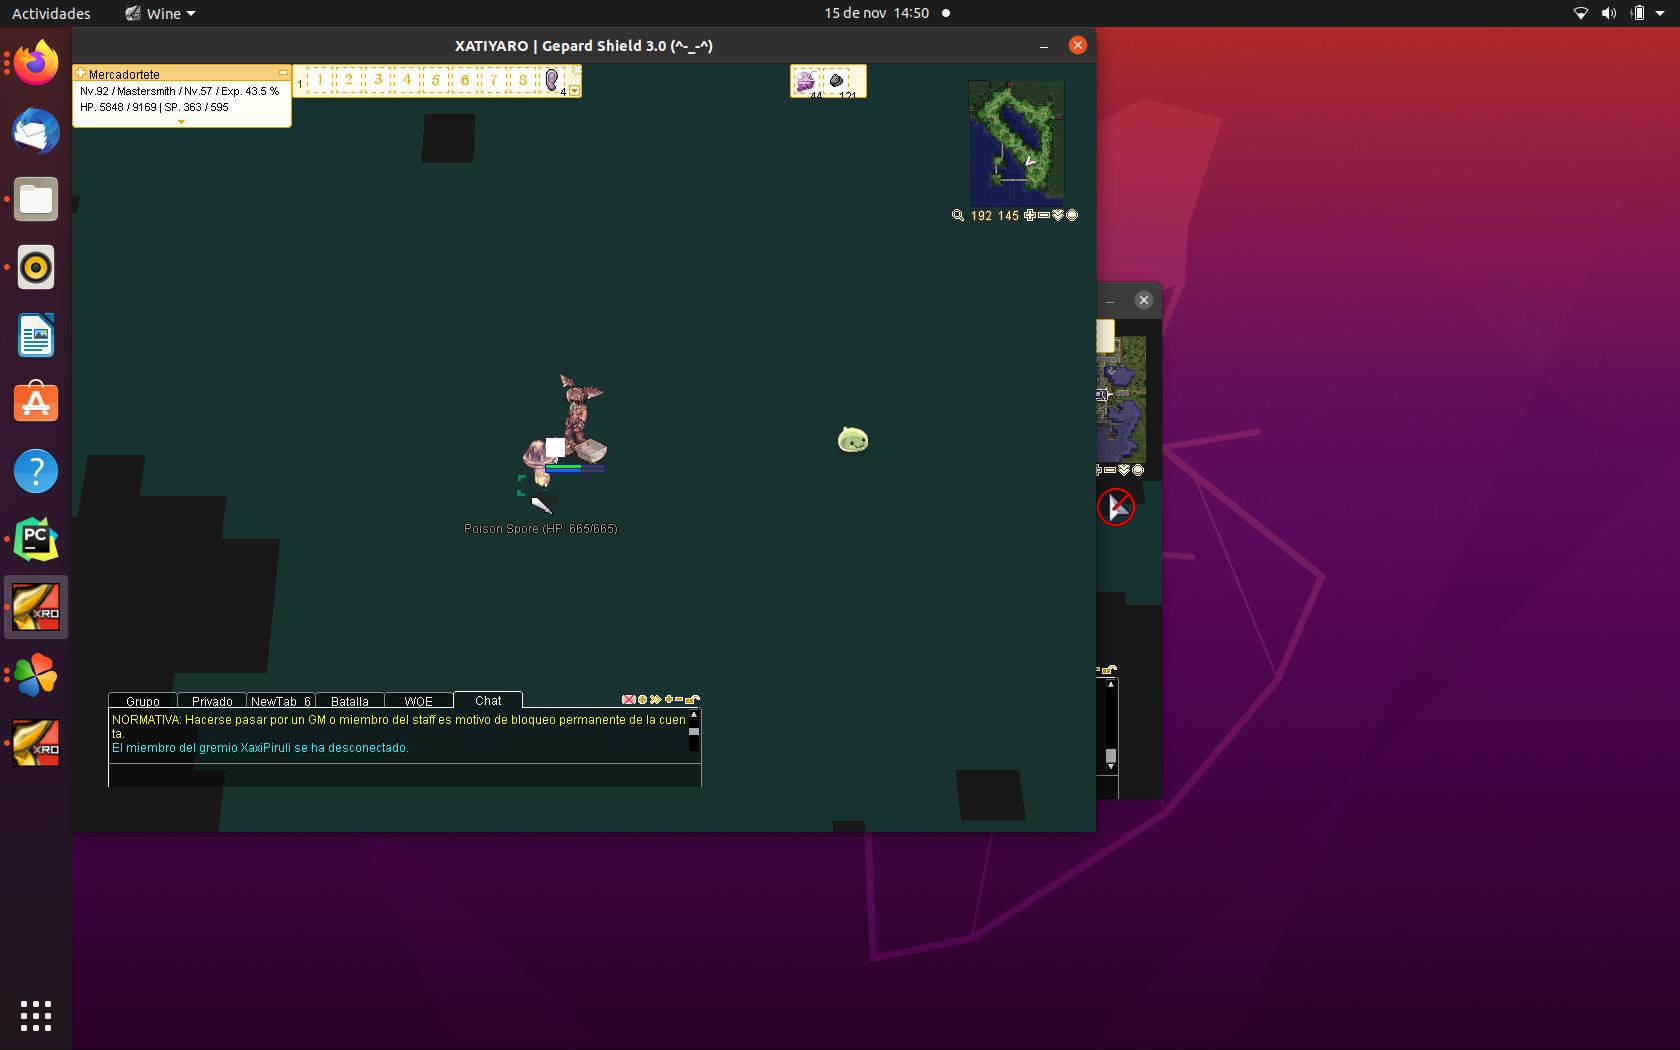 Actividades
Wine
15 de nov 14:50
XATIYARO | Gepard Shield 3.0 (^-_-^)
Mercadortete
Nv.92 / Mastersmith / Nv.57 / Exp. 43.5 %
HP. 5848 / 9169 | SP. 363 / 595
1 1 2 3 4 5 6 7 8 4
44 121
192 145
?
PC
XRO
XRO
Poison Spore (HP: 665/665)
Grupo Privado NewTab_6 Batalla WOE Chat
NORMATIVA: Hacerse pasar por un GM o miembro del staff es motivo de bloqueo permanente de la cuen
ta.
El miembro del gremio XaxiPiruli se ha desconectado.